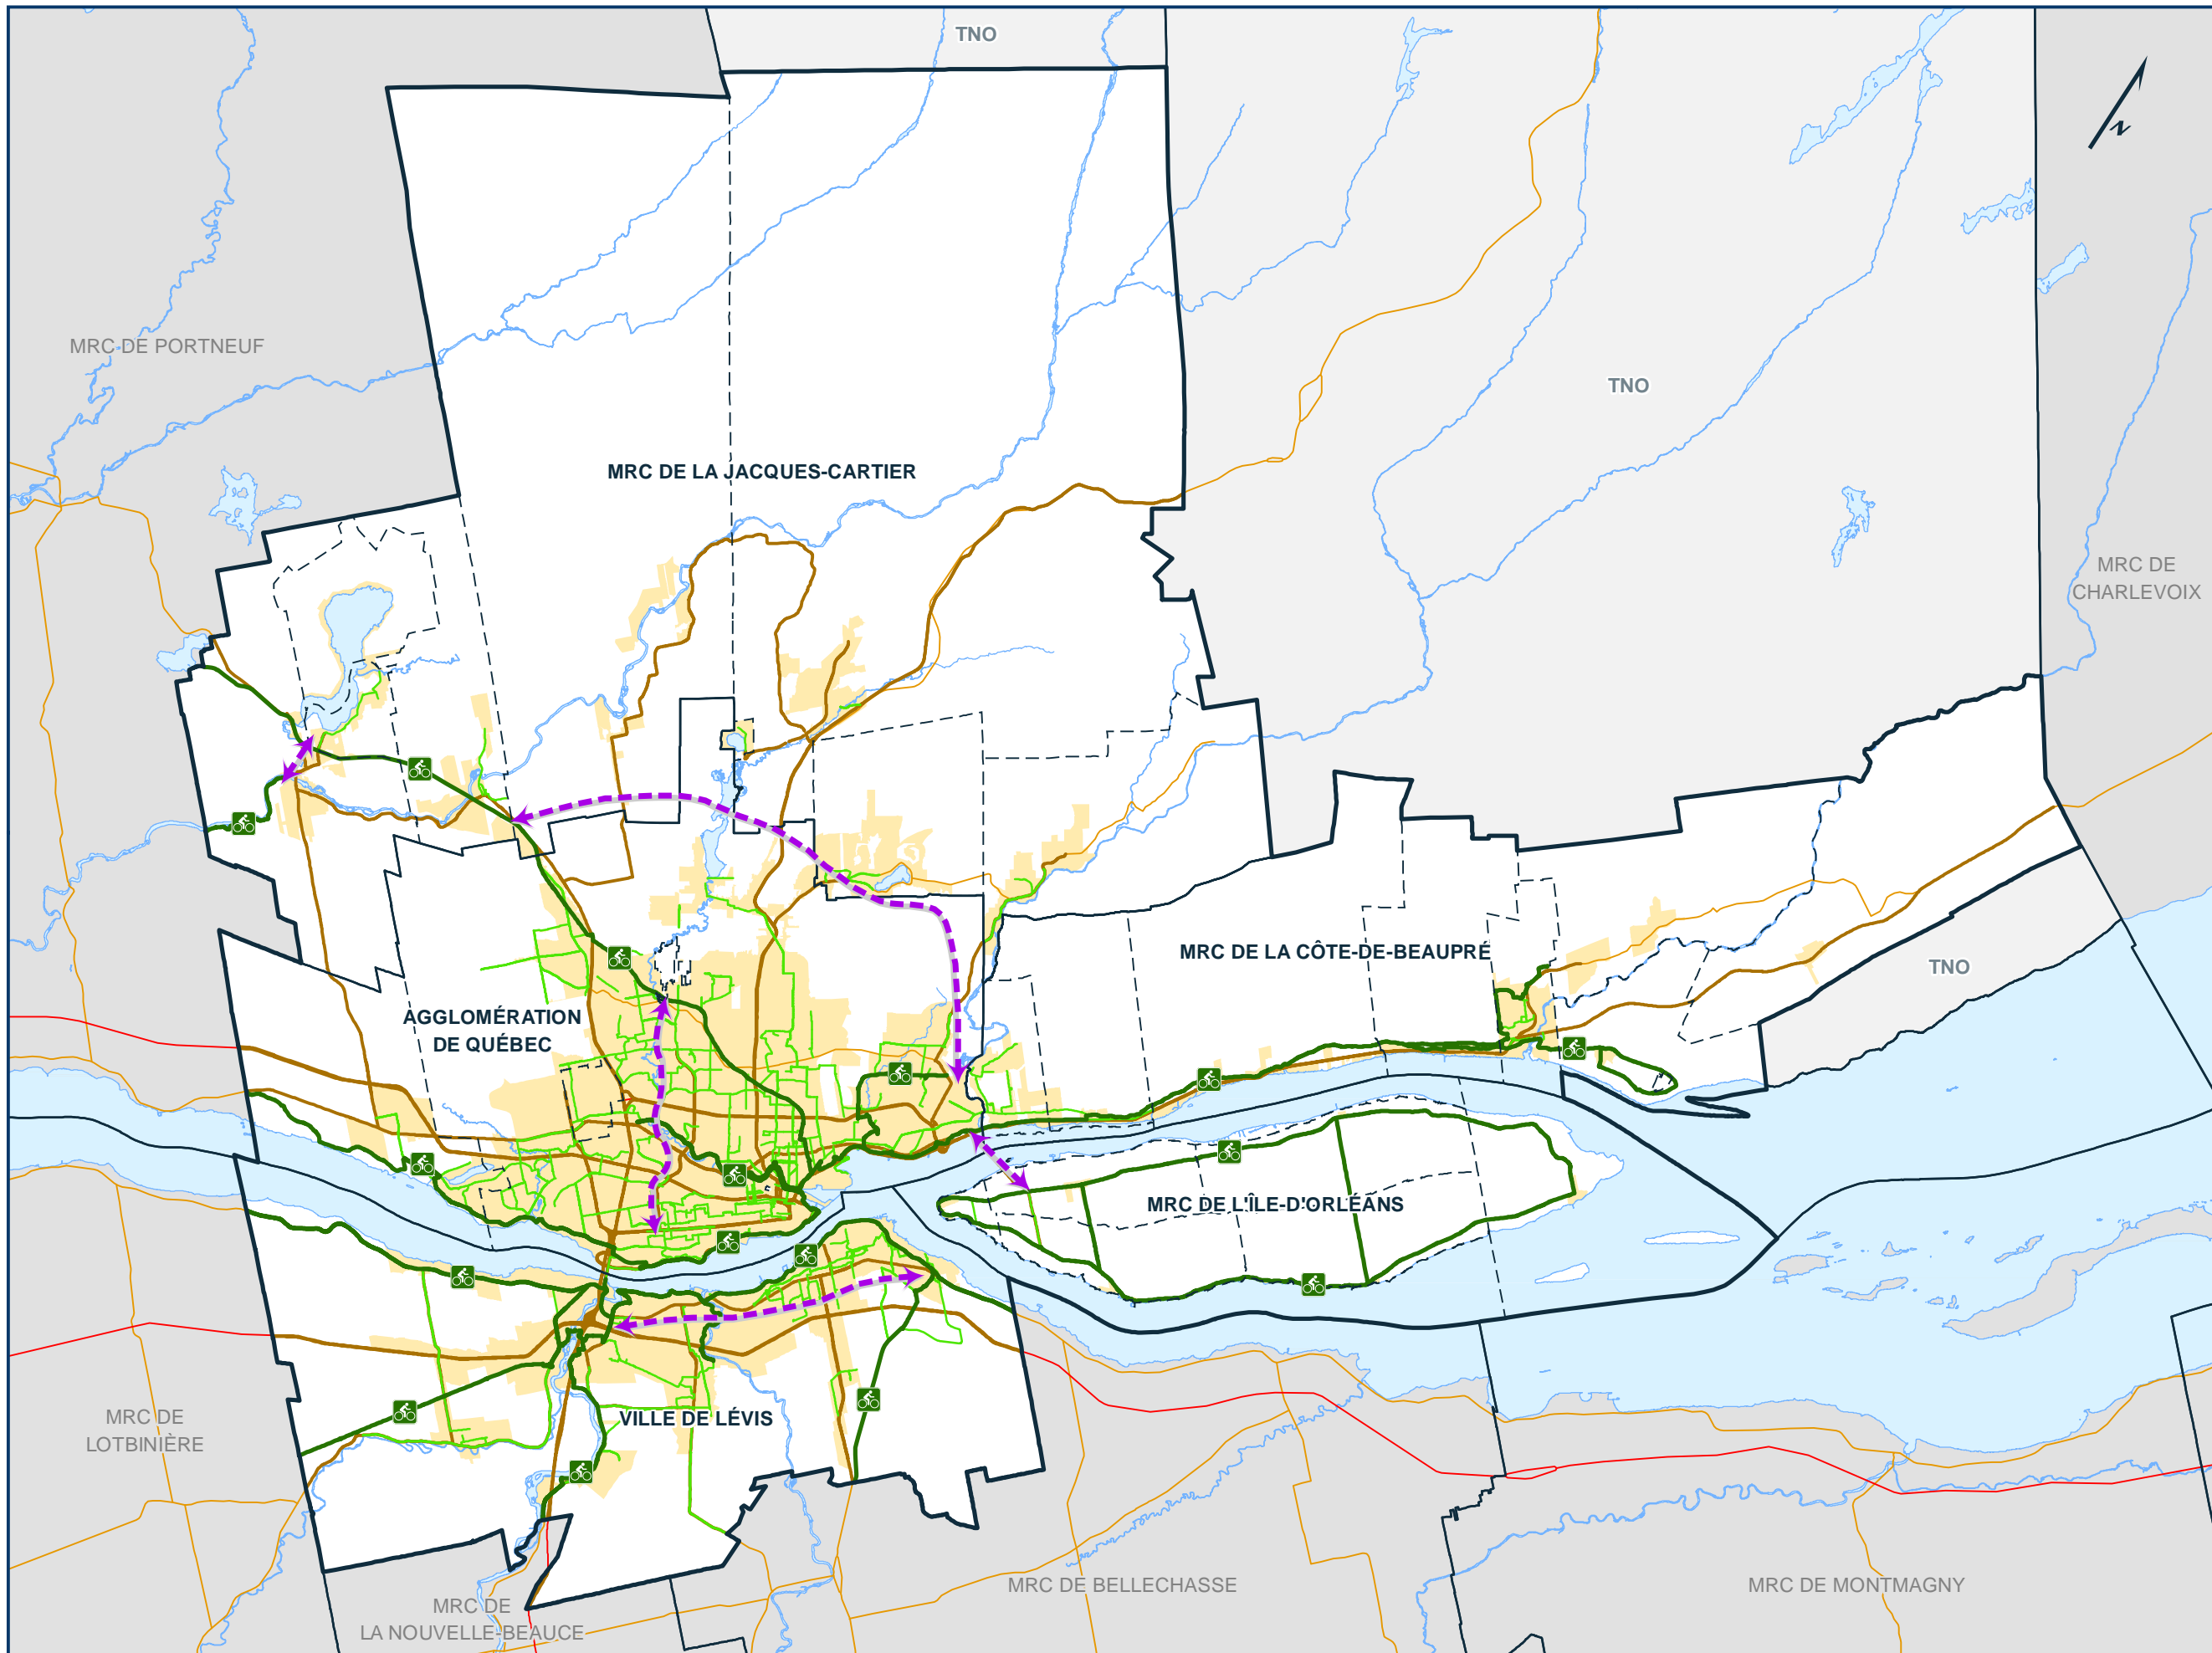 TNO
N
MRC DE PORTNEUF
TNO
MRC DE LA JACQUES-CARTIER
MRC DE
CHARLEVOIX
MRC DE LA CÔTE-DE-BEAUPRÉ
TNO
AGGLOMÉRATION
DE QUÉBEC
MRC DE L'ÎLE-D'ORLÉANS
MRC DE
LOTBINIÈRE
VILLE DE LÉVIS
MRC DE BELLECHASSE
MRC DE MONTMAGNY
MRC DE
LA NOUVELLE-BEAUCE